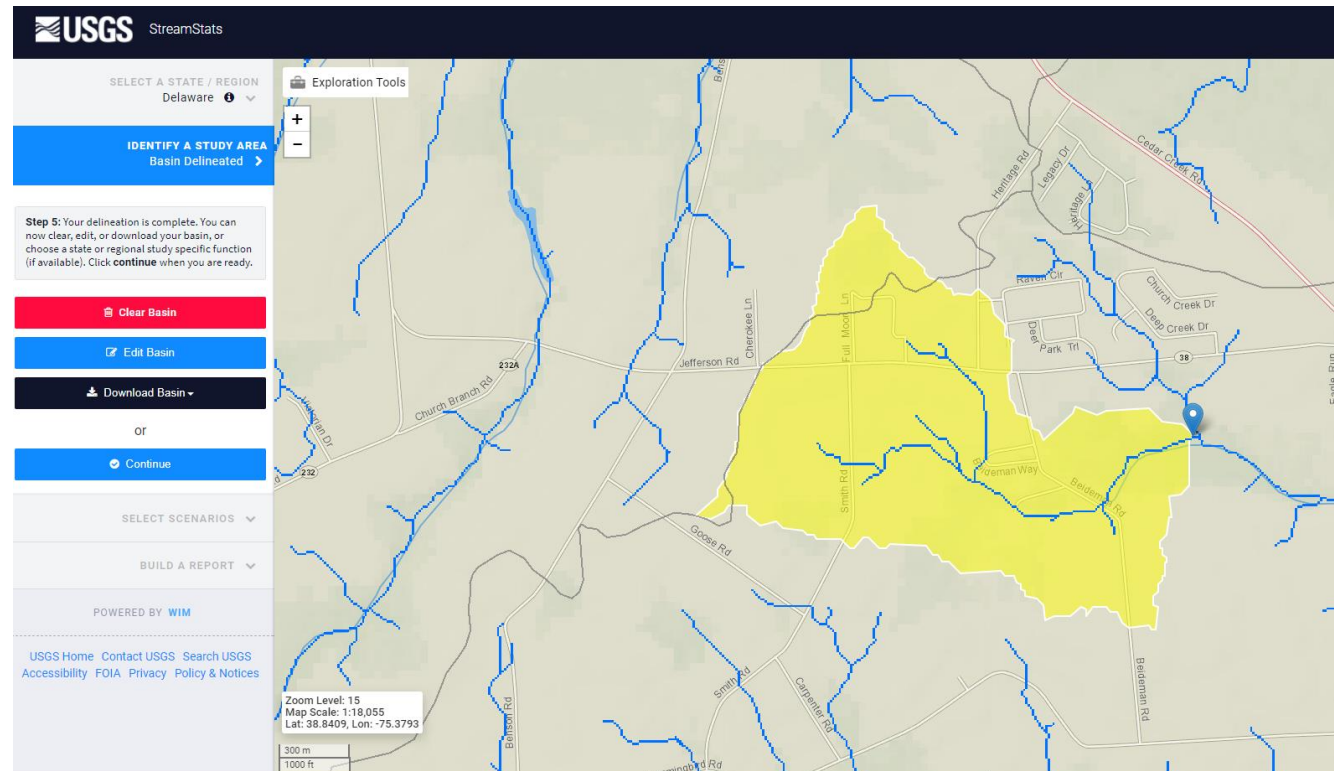 USGS StreamStats
SELECT A STATE / REGION
Delaware
IDENTIFY A STUDY AREA
Basin Delineated
Step 5: Your delineation is complete. You can
now clear, edit, or download your basin, or
choose a state or regional study specific function
(if available). Click continue when you are ready.
Clear Basin
Edit Basin
Download Basin
or
Continue
SELECT SCENARIOS
BUILD A REPORT
POWERED BY WIM
USGS Home Contact USGS Search USGS
Accessibility FOIA Privacy Policy & Notices
Exploration Tools
+
−
Cedar Creek Rd
Heritage Rd
Legacy Dr
Raven Cir
Church Creek Dr
Deep Creek Dr
Deer
Park Trl
38
Full Moon Ln
Cherokee Ln
Jefferson Rd
232A
Church Branch Rd
232
Eagle Run
Beideman Rd
Smith Rd
Goose Rd
Smith Rd
Carpenter Rd
Benson Rd
Beideman Rd
Zoom Level: 15
Map Scale: 1:18,055
Lat: 38.8409, Lon: -75.3793
300 m
1000 ft